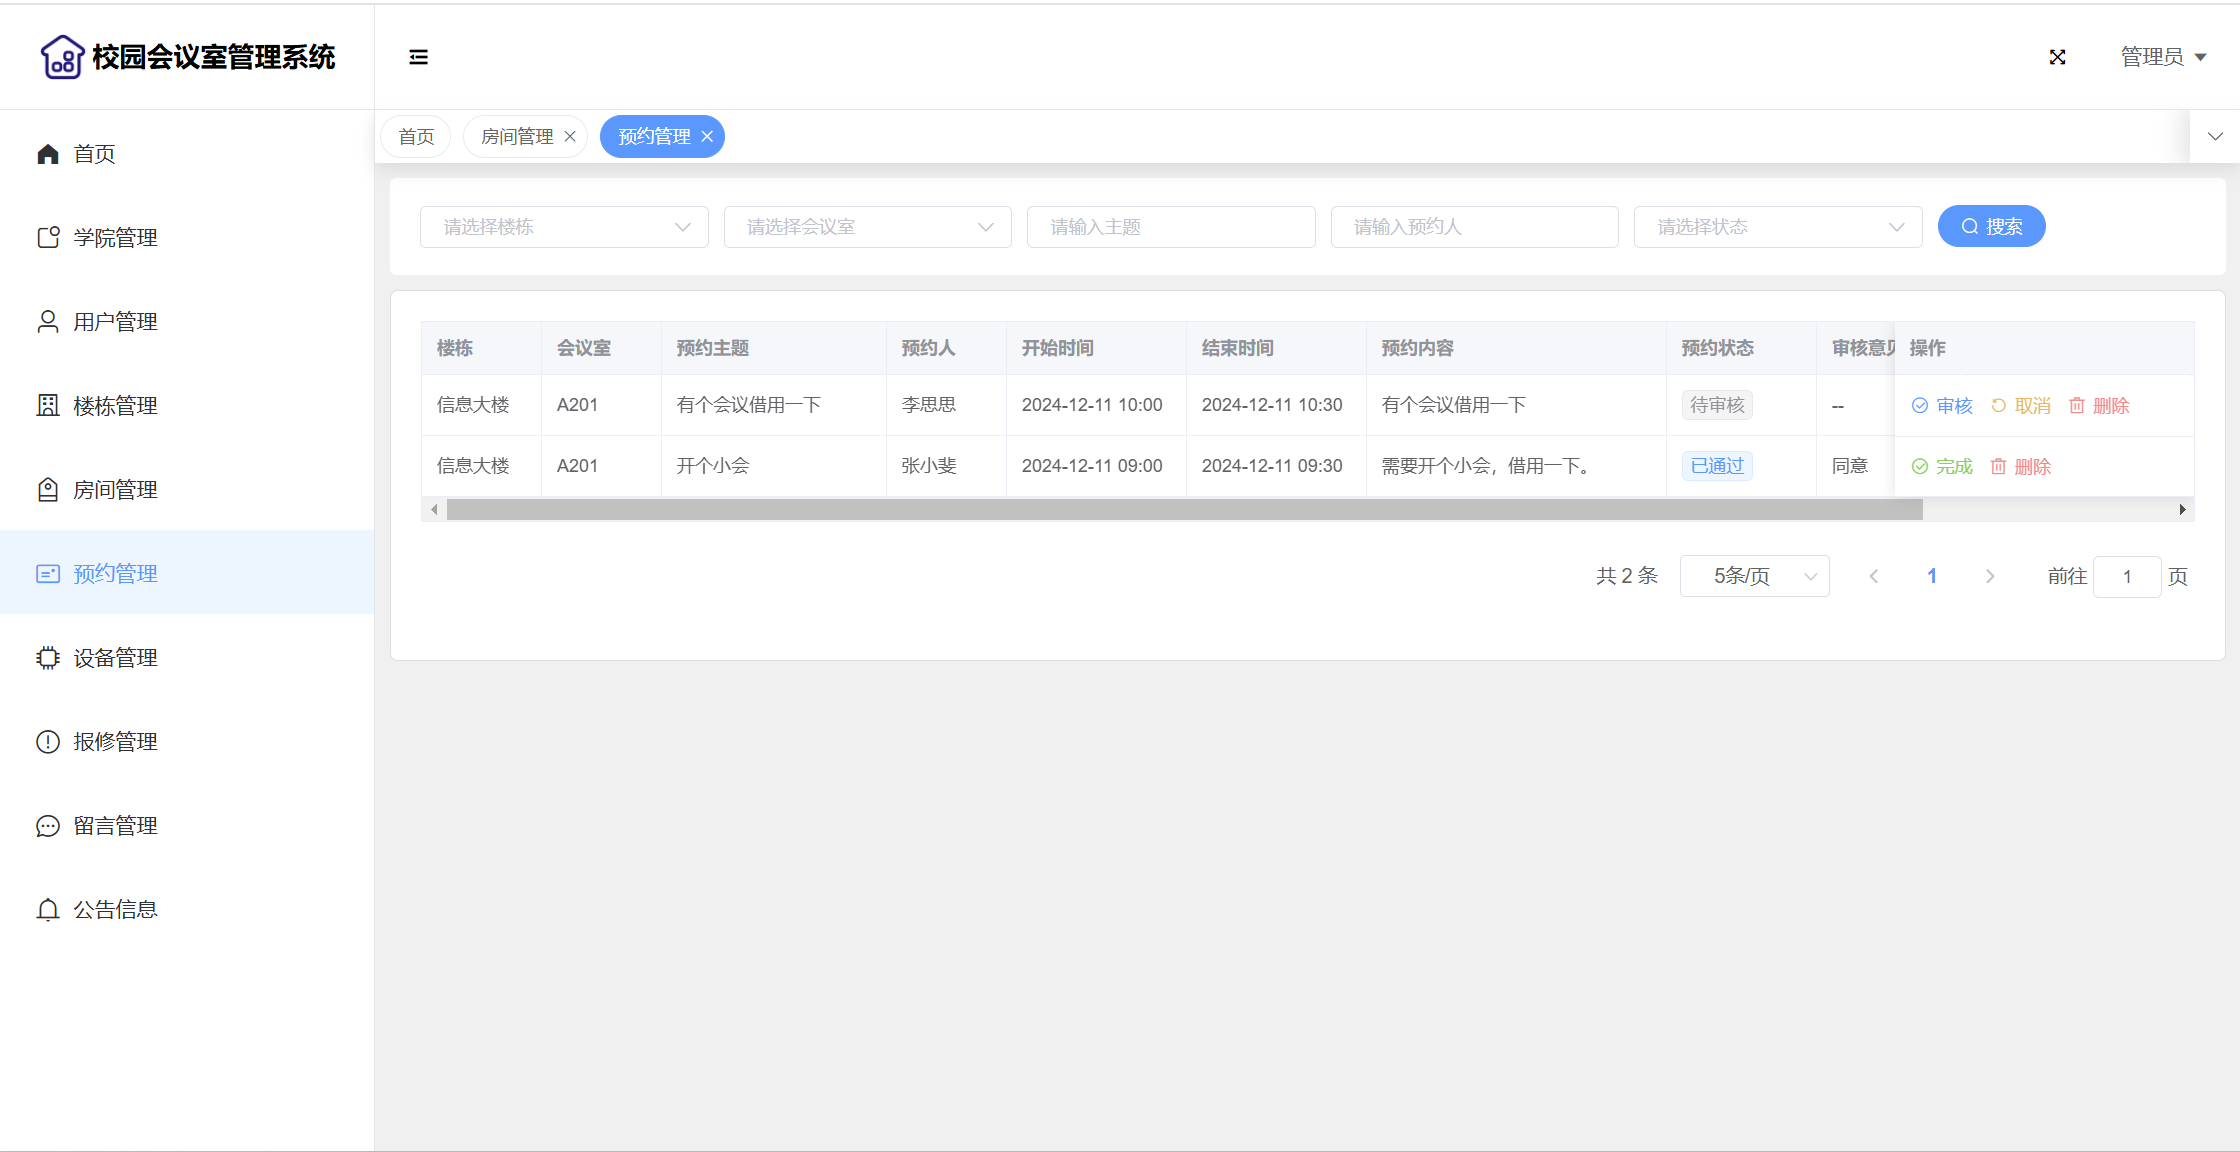 校园会议室管理系统
管理员
首页
学院管理
用户管理
楼栋管理
房间管理
预约管理
设备管理
报修管理
留言管理
公告信息
首页 房间管理 预约管理
请选择楼栋 请选择会议室 请输入主题 请输入预约人 请选择状态 搜索
楼栋 会议室 预约主题 预约人 开始时间 结束时间 预约内容 预约状态 审核意见 操作
信息大楼 A201 有个会议借用一下 李思思 2024-12-11 10:00 2024-12-11 10:30 有个会议借用一下 待审核 -- 审核 取消 删除
信息大楼 A201 开个小会 张小斐 2024-12-11 09:00 2024-12-11 09:30 需要开个小会，借用一下。 已通过 同意 完成 删除
共 2 条 5条/页 1 前往 1 页